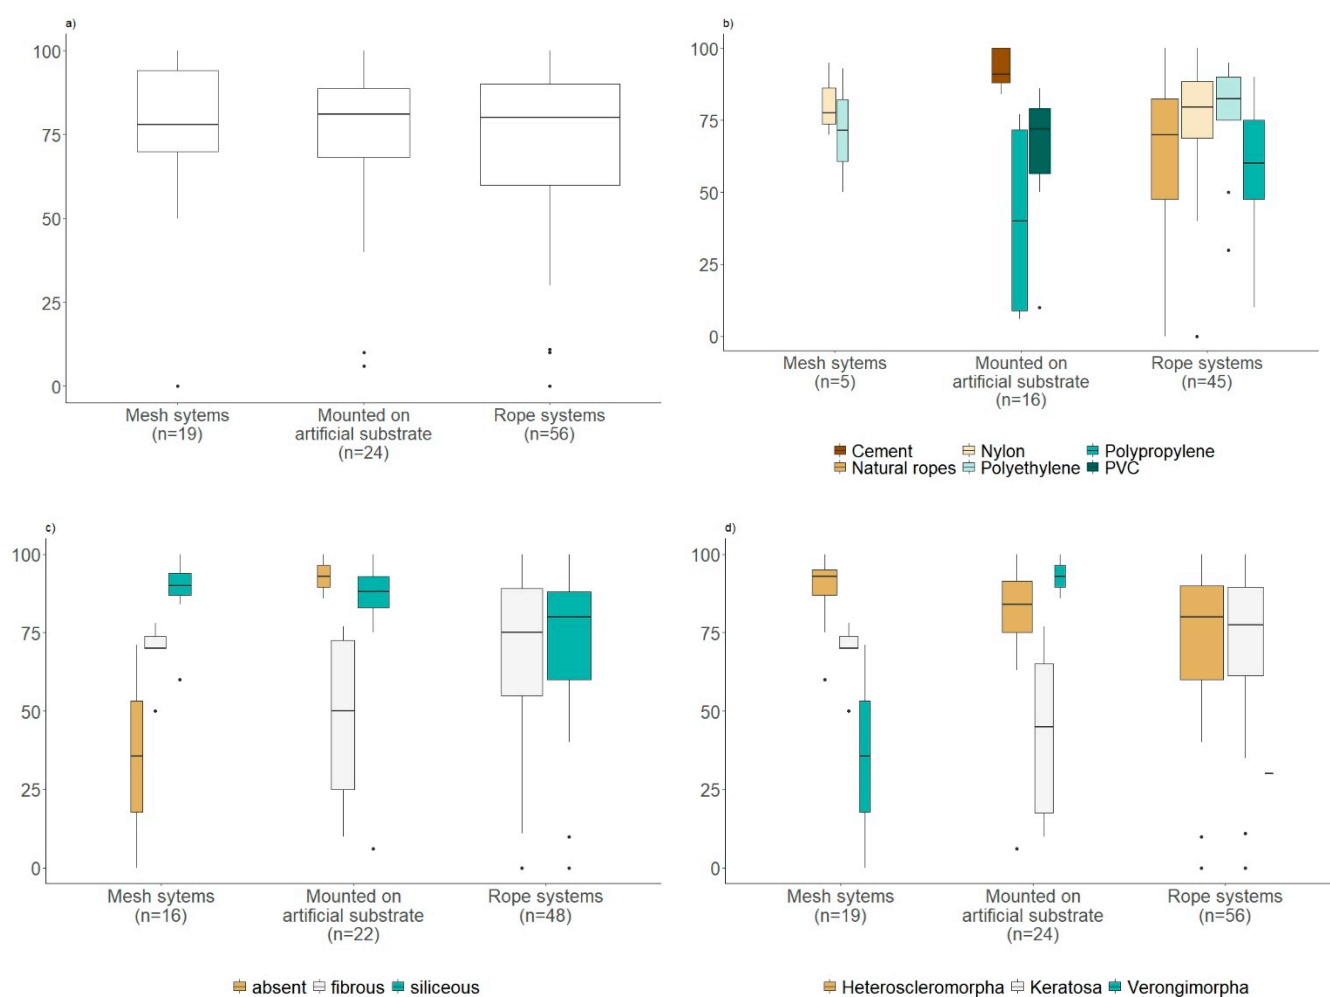 a)
100
75
50
25
0
Mesh sytems
(n=19)
Mounted on
artificial substrate
(n=24)
Rope systems
(n=56)
b)
100
75
50
25
0
Mesh sytems
(n=5)
Mounted on
artificial substrate
(n=16)
Rope systems
(n=45)
Cement Nylon Polypropylene
Natural ropes Polyethylene PVC
c)
100
75
50
25
0
Mesh sytems
(n=16)
Mounted on
artificial substrate
(n=22)
Rope systems
(n=48)
absent fibrous siliceous
d)
100
75
50
25
0
Mesh sytems
(n=19)
Mounted on
artificial substrate
(n=24)
Rope systems
(n=56)
Heteroscleromorpha Keratosa Verongimorpha